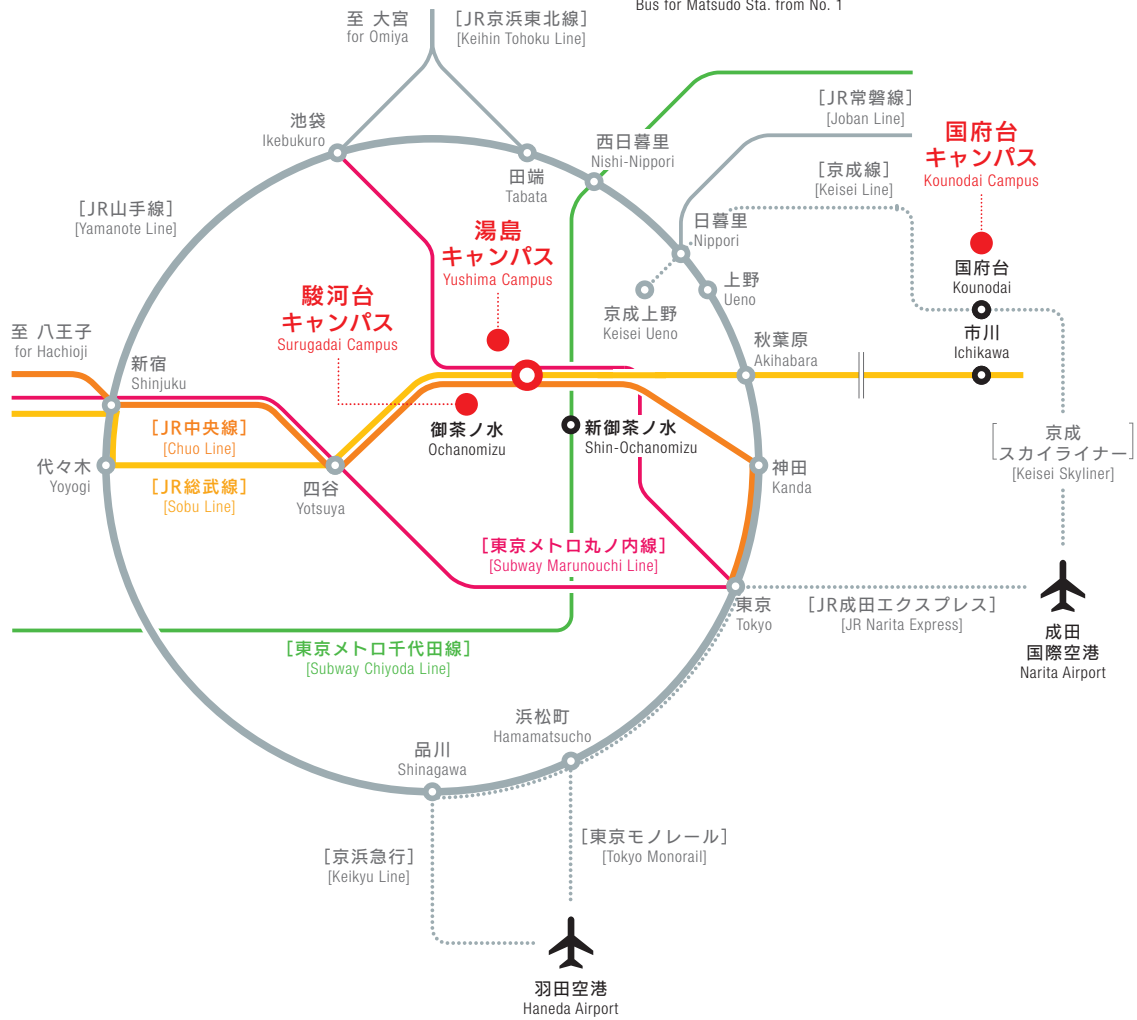 Bus for Matsudo Sta. from No. 1
至 大宮
for Omiya
[JR京浜東北線]
[Keihin Tohoku Line]
池袋
Ikebukuro
田端
Tabata
西日暮里
Nishi-Nippori
[JR常磐線]
[Joban Line]
国府台
キャンパス
Kounodai Campus
[京成線]
[Keisei Line]
[JR山手線]
[Yamanote Line]
湯島
キャンパス
Yushima Campus
日暮里
Nippori
上野
Ueno
京成上野
Keisei Ueno
国府台
Kounodai
市川
Ichikawa
駿河台
キャンパス
Surugadai Campus
至 八王子
for Hachioji
新宿
Shinjuku
秋葉原
Akihabara
[JR中央線]
[Chuo Line]
御茶ノ水
Ochanomizu
新御茶ノ水
Shin-Ochanomizu
[京成
スカイライナー]
[Keisei Skyliner]
代々木
Yoyogi
[JR総武線]
[Sobu Line]
四谷
Yotsuya
神田
Kanda
[東京メトロ丸ノ内線]
[Subway Marunouchi Line]
東京
Tokyo
[JR成田エクスプレス]
[JR Narita Express]
成田
国際空港
Narita Airport
[東京メトロ千代田線]
[Subway Chiyoda Line]
浜松町
Hamamatsucho
品川
Shinagawa
[東京モノレール]
[Tokyo Monorail]
[京浜急行]
[Keikyu Line]
羽田空港
Haneda Airport